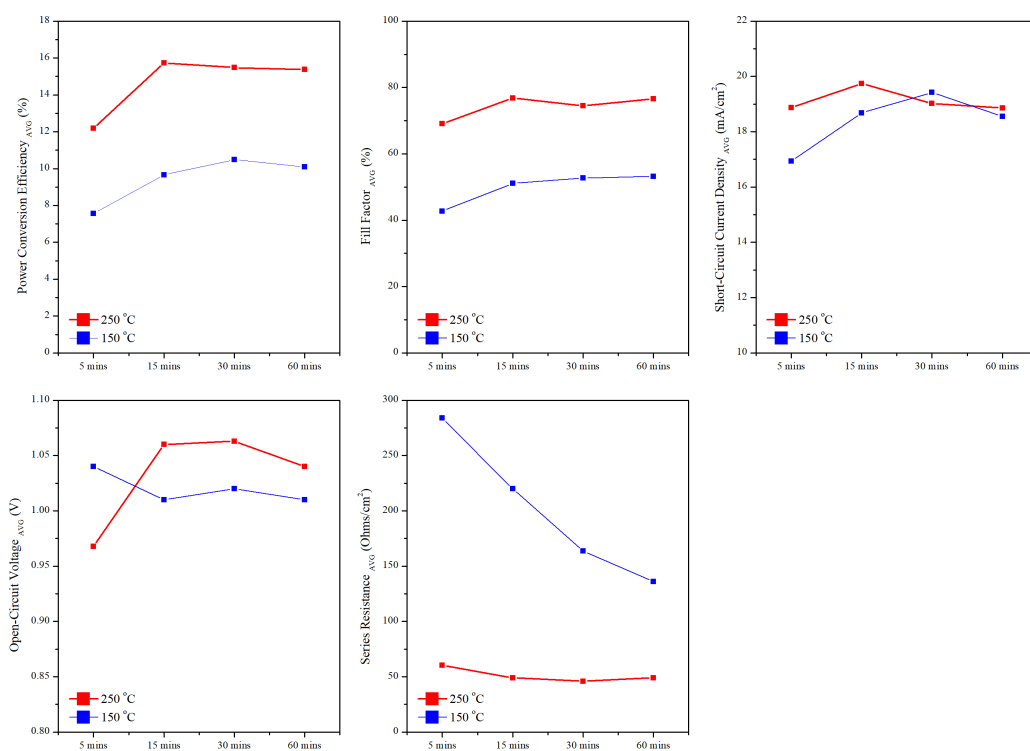 Power Conversion Efficiency AVG (%)
18
16
14
12
10
8
6
4
2
0
250 °C
150 °C
5 mins 15 mins 30 mins 60 mins
Fill Factor AVG (%)
100
80
60
40
20
0
250 °C
150 °C
5 mins 15 mins 30 mins 60 mins
Short-Circuit Current Density AVG (mA/cm²)
22
20
18
16
14
12
10
250 °C
150 °C
5 mins 15 mins 30 mins 60 mins
Open-Circuit Voltage AVG (V)
1.10
1.05
1.00
0.95
0.90
0.85
0.80
250 °C
150 °C
5 mins 15 mins 30 mins 60 mins
Series Resistance AVG (Ohms/cm²)
300
250
200
150
100
50
0
250 °C
150 °C
5 mins 15 mins 30 mins 60 mins